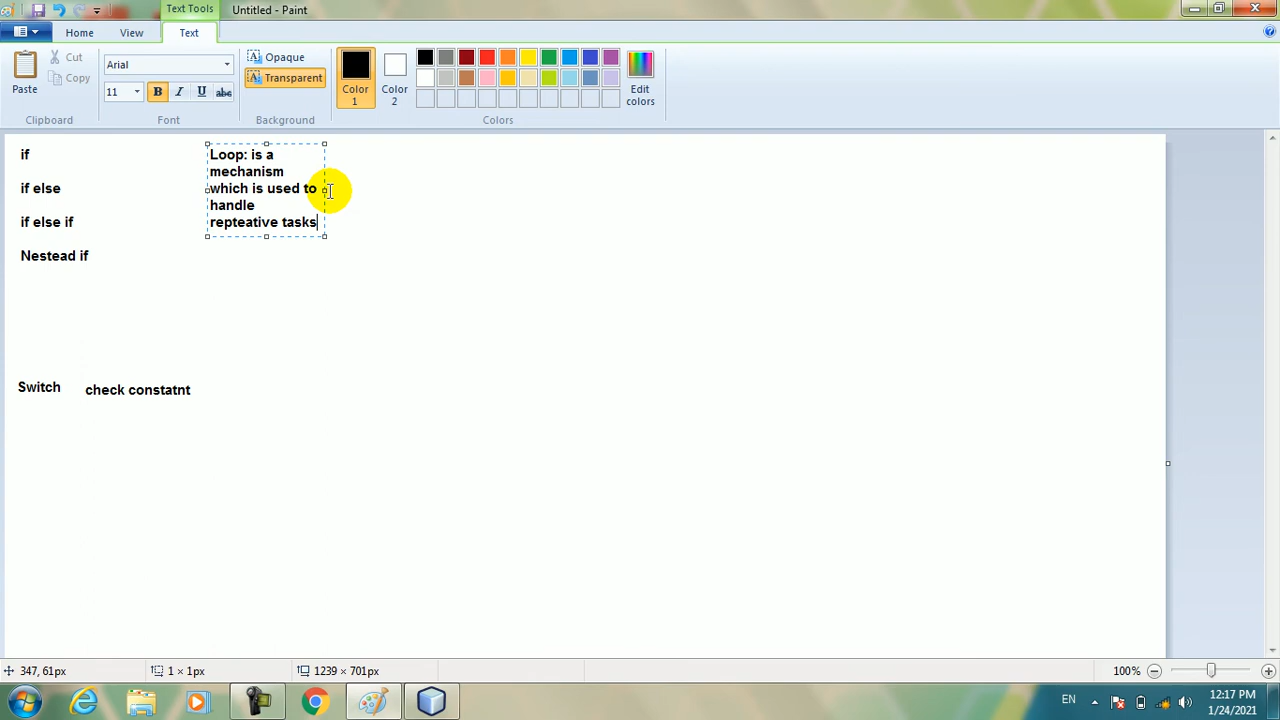 Text Tools
Untitled - Paint
Home
View
Text
Paste
Cut
Copy
Clipboard
Arial
11
B
I
U
abc
Font
A
Opaque
A
Transparent
Background
Color
1
Color
2
Edit
colors
Colors
if
if else
if else if
Nestead if
Loop: is a
mechanism
which is used to
handle
repteative tasks
Switch
check constatnt
347, 61px
1 × 1px
1239 × 701px
100%
EN
12:17 PM
1/24/2021